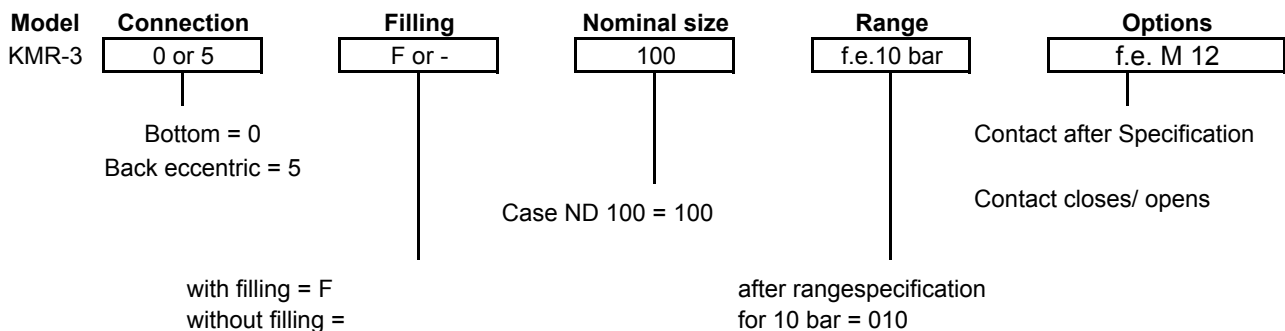 Model Connection Filling Nominal size Range Options
KMR-3 0 or 5 F or - 100 f.e.10 bar f.e. M 12
Bottom = 0
Back eccentric = 5
Contact after Specification
Contact closes/ opens
Case ND 100 = 100
with filling = F
without filling =
after rangespecification
for 10 bar = 010